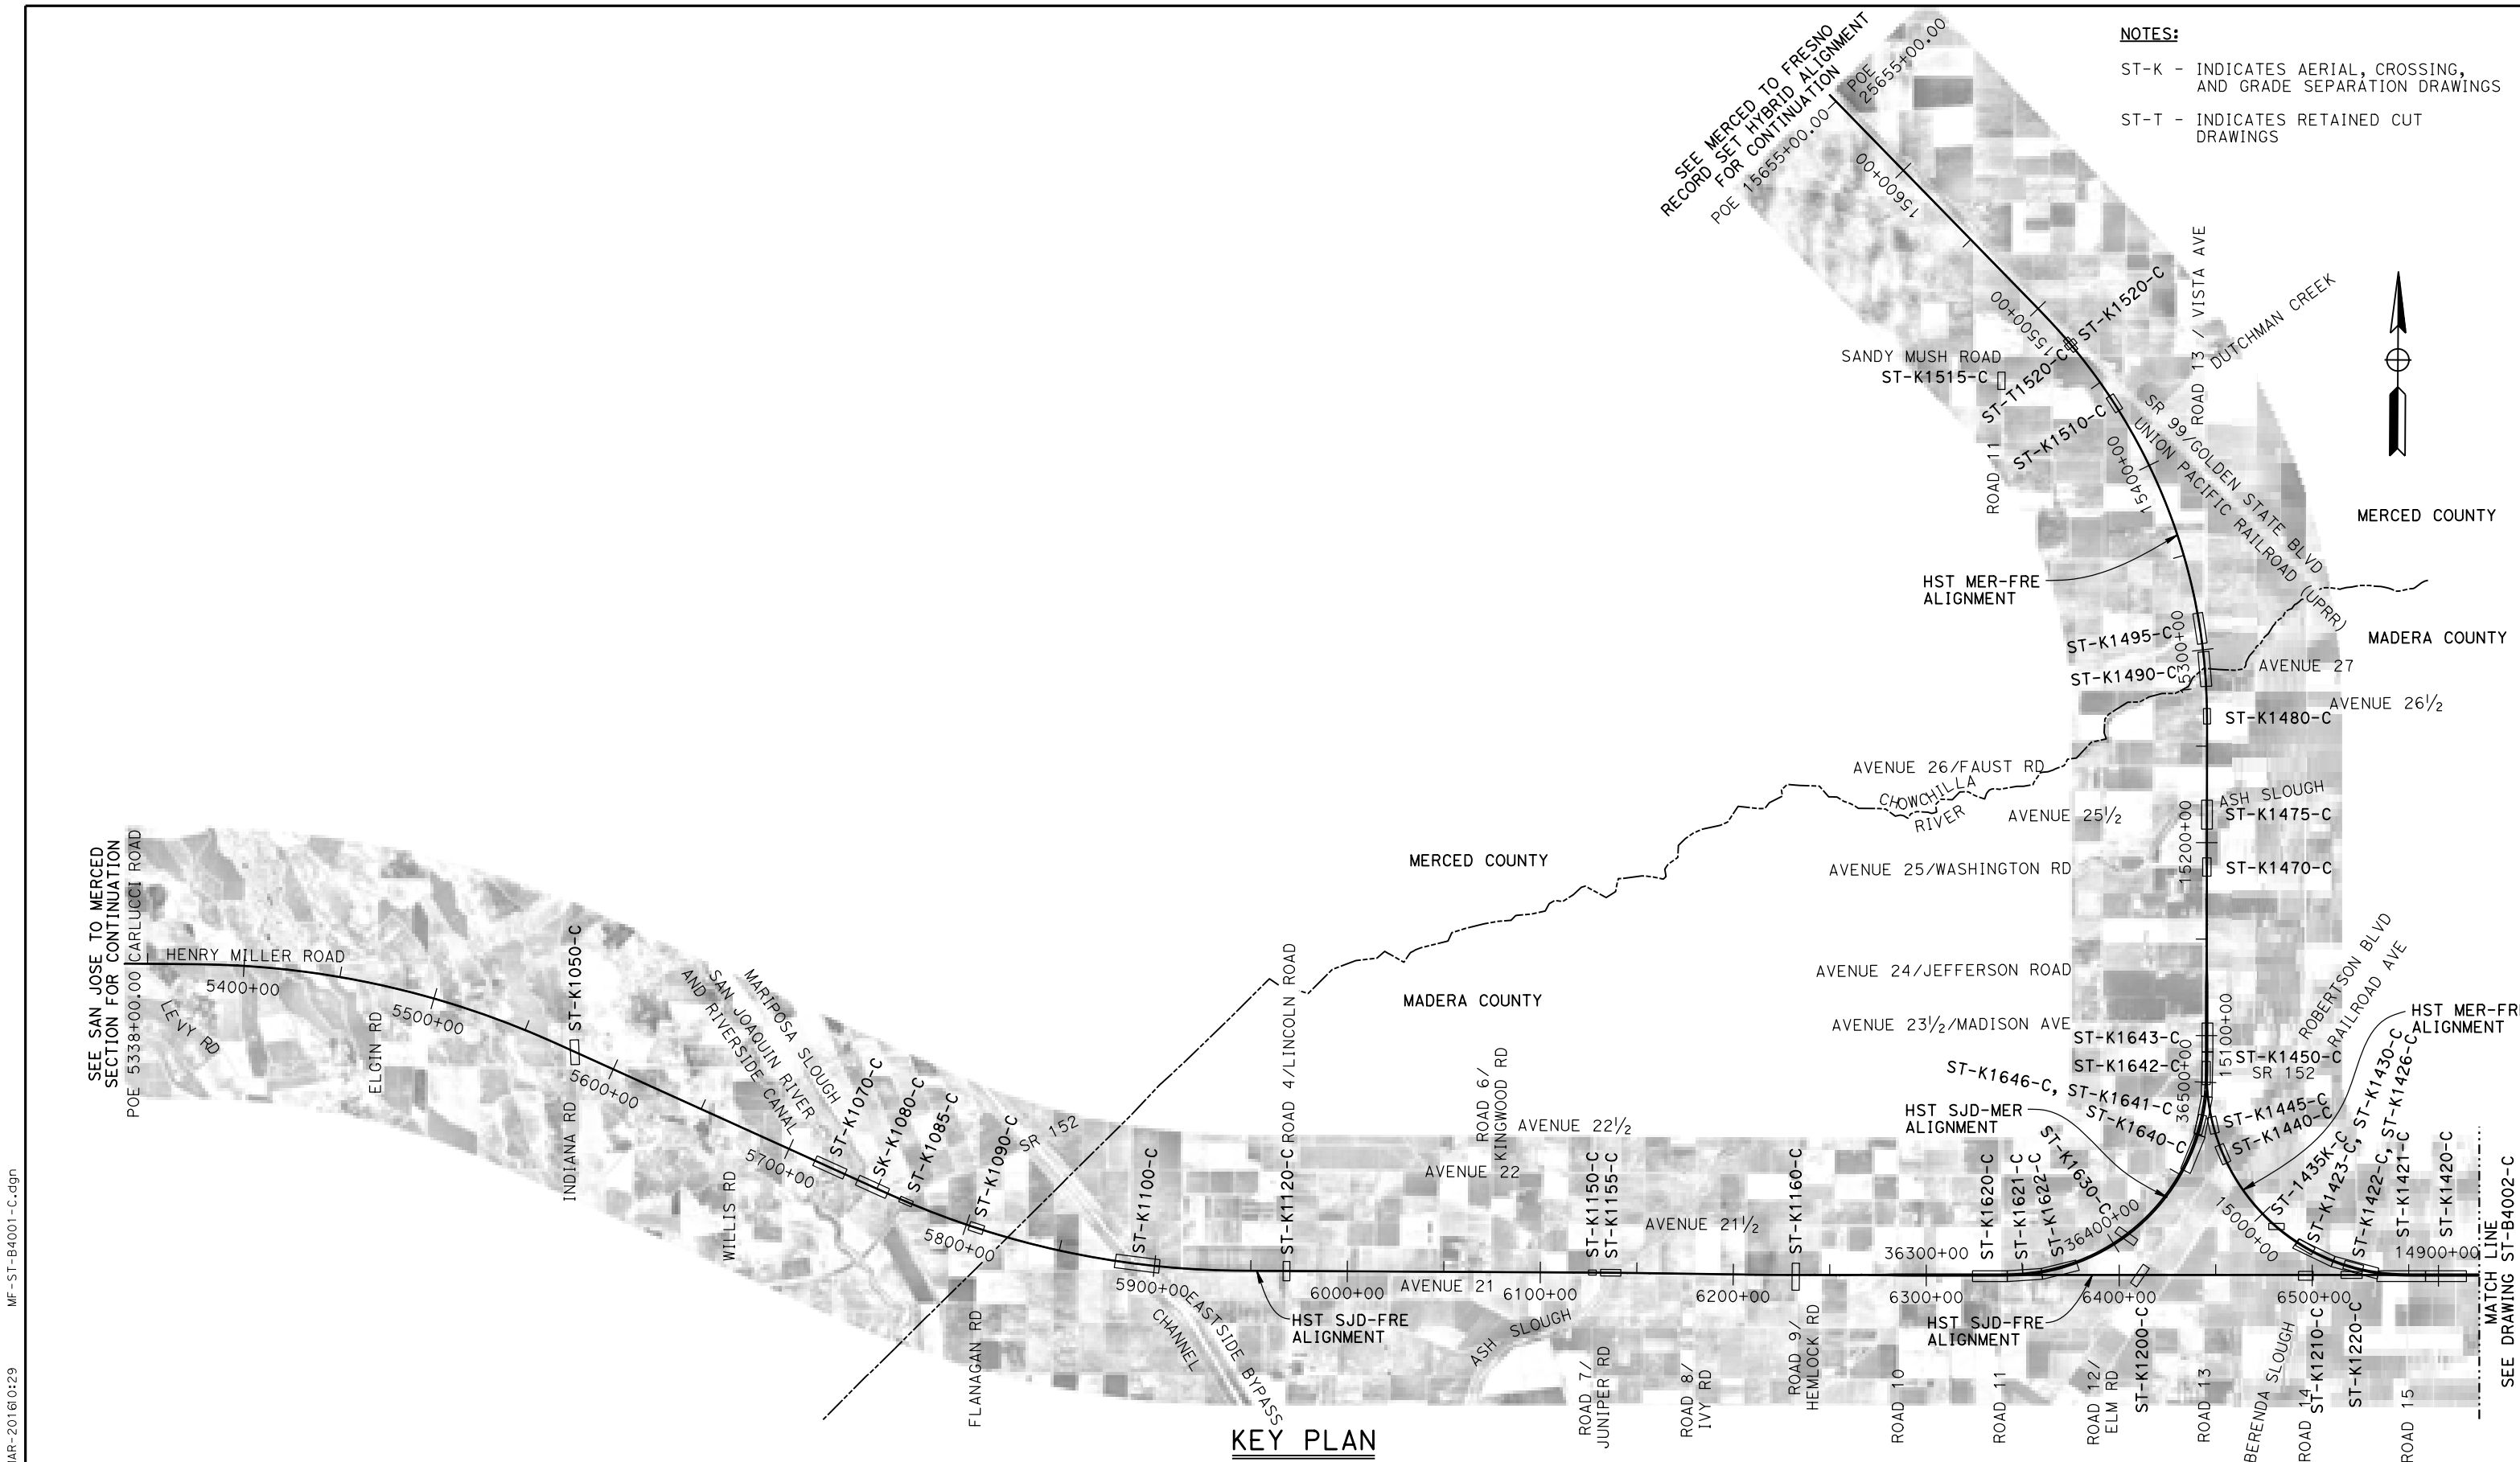 NOTES:
ST-K - INDICATES AERIAL, CROSSING,
AND GRADE SEPARATION DRAWINGS
ST-T - INDICATES RETAINED CUT
DRAWINGS
SEE MERCED TO FRESNO
RECORD SET HYBRID ALIGNMENT
FOR CONTINUATION
POE 15655+00.00
POE
25655+00.00
15600+00
15500+00
ST-K1520-C
SANDY MUSH ROAD
ST-K1515-C
ST-T1520-C
ST-K1510-C
ROAD 11
ROAD 13 / VISTA AVE
DUTCHMAN CREEK
SR 99/GOLDEN STATE BLVD
UNION PACIFIC RAILROAD (UPRR)
15400+00
MERCED COUNTY
HST MER-FRE
ALIGNMENT
MADERA COUNTY
ST-K1495-C
15300+00
ST-K1490-C
AVENUE 27
AVENUE 26½
ST-K1480-C
AVENUE 26/FAUST RD
CHOWCHILLA
RIVER
AVENUE 25½
ASH SLOUGH
ST-K1475-C
15200+00
AVENUE 25/WASHINGTON RD
ST-K1470-C
MERCED COUNTY
MADERA COUNTY
AVENUE 24/JEFFERSON ROAD
ROBERTSON BLVD
RAILROAD AVE
AVENUE 23½/MADISON AVE
15100+00
HST MER-FRE
ALIGNMENT
ST-K1643-C
ST-K1642-C
ST-K1450-C
SR 152
36500+00
ST-K1646-C, ST-K1641-C
ST-K1640-C
ST-K1445-C
ST-K1440-C
HST SJD-MER
ALIGNMENT
SEE SAN JOSE TO MERCED
SECTION FOR CONTINUATION
POE 5338+00.00 CARLUCCI ROAD
HENRY MILLER ROAD
5400+00
LEVY RD
ELGIN RD
5500+00
ST-K1050-C
INDIANA RD
5600+00
MARIPOSA SLOUGH
SAN JOAQUIN RIVER
AND RIVERSIDE CANAL
WILLIS RD
5700+00
ST-K1070-C
SK-K1080-C
ST-K1085-C
ST-K1090-C
5800+00
FLANAGAN RD
SR 152
ST-K1100-C
5900+00
EASTSIDE BYPASS
CHANNEL
ST-K1120-C
ROAD 4/LINCOLN ROAD
HST SJD-FRE
ALIGNMENT
6000+00
AVENUE 21
ROAD 6/
KINGWOOD RD
AVENUE 22½
AVENUE 22
6100+00
ASH SLOUGH
ST-K1150-C
ST-K1155-C
ROAD 7/
JUNIPER RD
AVENUE 21½
ROAD 8/
IVY RD
6200+00
ST-K1160-C
ROAD 9/
HEMLOCK RD
36300+00
6300+00
ROAD 10
ST-K1620-C
ST-K1621-C
ST-K1622-C
ST-K1630-C
36400+00
ROAD 11
HST SJD-FRE
ALIGNMENT
6400+00
ROAD 12/
ELM RD
ST-K1200-C
ROAD 13
15000+00
ST-1435K-C
ST-K1423-C, ST-K1430-C
ST-K1422-C, ST-K1426-C
ST-K1421-C
ST-K1420-C
14900+00
6500+00
BERENDA SLOUGH
ROAD 14
ST-K1210-C
ST-K1220-C
ROAD 15
MATCH LINE
SEE DRAWING ST-B4002-C
KEY PLAN
MF-ST-B4001-C.dgn